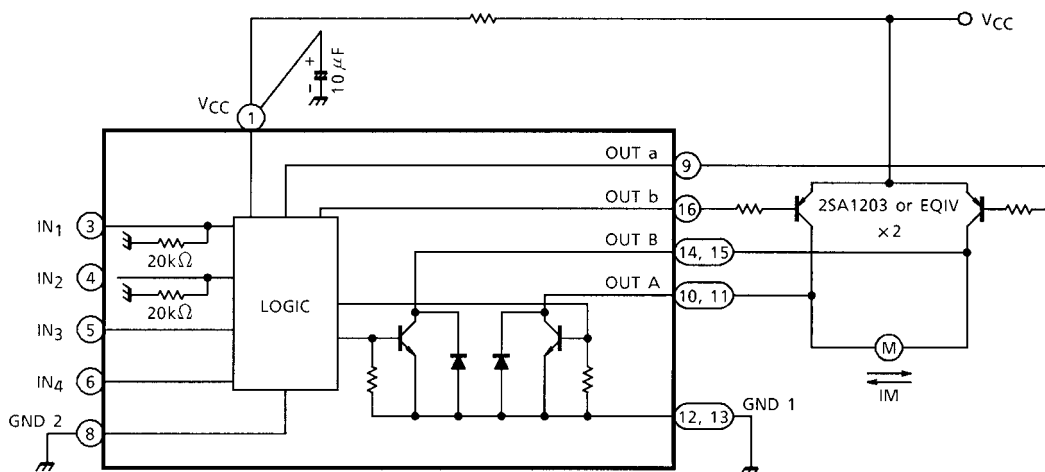 VCC
+
-
10 μF
VCC
1
OUT a
9
OUT b
16
2SA1203 or EQIV
×2
IN1
3
20kΩ
OUT B
14, 15
IN2
4
20kΩ
LOGIC
OUT A
10, 11
IN3
5
M
IM
IN4
6
GND 2
8
12, 13
GND 1